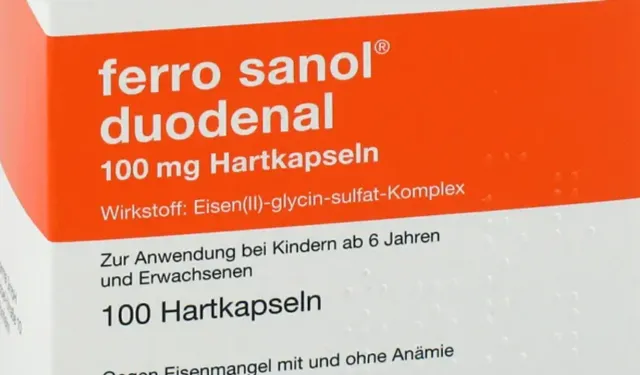 ferro sanol®
duodenal
100 mg Hartkapseln
Wirkstoff: Eisen(II)-glycin-sulfat-Komplex
Zur Anwendung bei Kindern ab 6 Jahren
und Erwachsenen
100 Hartkapseln
Gegen Eisenmangel mit und ohne Anämie